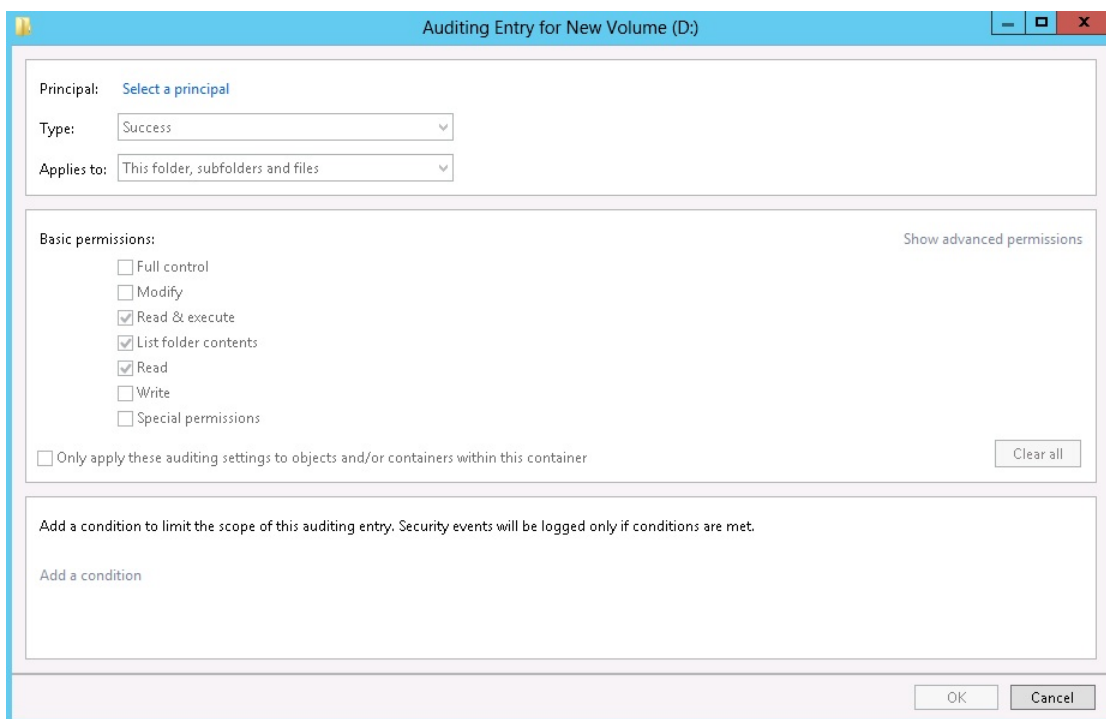 Auditing Entry for New Volume (D:)
Principal: Select a principal
Type: Success
Applies to: This folder, subfolders and files
Basic permissions: Show advanced permissions
Full control
Modify
Read & execute
List folder contents
Read
Write
Special permissions
Only apply these auditing settings to objects and/or containers within this container Clear all
Add a condition to limit the scope of this auditing entry. Security events will be logged only if conditions are met.
Add a condition
OK Cancel